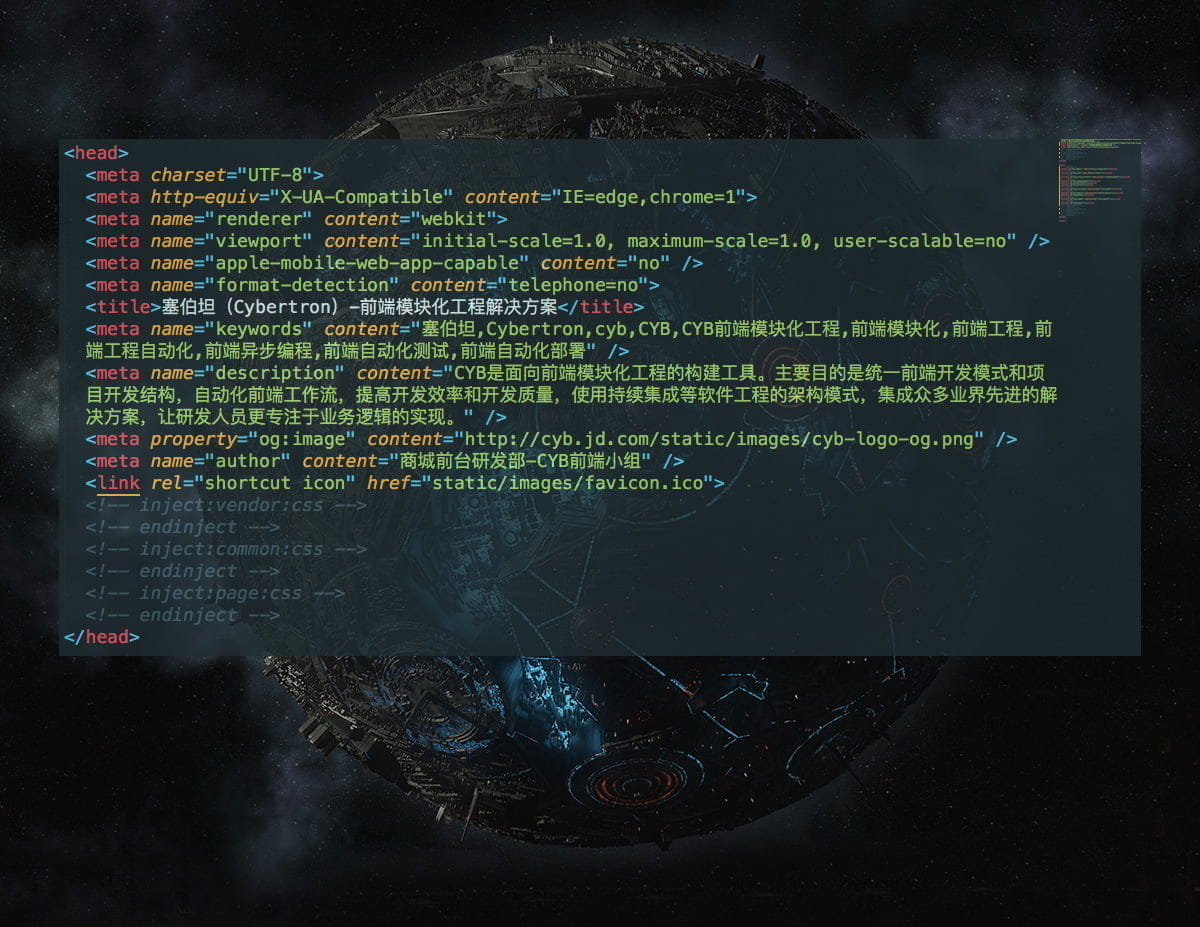 <head>
<meta charset="UTF-8">
<meta http-equiv="X-UA-Compatible" content="IE=edge,chrome=1">
<meta name="renderer" content="webkit">
<meta name="viewport" content="initial-scale=1.0, maximum-scale=1.0, user-scalable=no" />
<meta name="apple-mobile-web-app-capable" content="no" />
<meta name="format-detection" content="telephone=no">
<title>塞伯坦（Cybertron）-前端模块化工程解决方案</title>
<meta name="keywords" content="塞伯坦,Cybertron,cyb,CYB,CYB前端模块化工程,前端模块化,前端工程,前
端工程自动化,前端异步编程,前端自动化测试,前端自动化部署" />
<meta name="description" content="CYB是面向前端模块化工程的构建工具。主要目的是统一前端开发模式和项
目开发结构，自动化前端工作流，提高开发效率和开发质量，使用持续集成等软件工程的架构模式，集成众多业界先进的解
决方案，让研发人员更专注于业务逻辑的实现。" />
<meta property="og:image" content="http://cyb.jd.com/static/images/cyb-logo-og.png" />
<meta name="author" content="商城前台研发部-CYB前端小组" />
<link rel="shortcut icon" href="static/images/favicon.ico">
<!-- inject:vendor:css -->
<!-- endinject -->
<!-- inject:common:css -->
<!-- endinject -->
<!-- inject:page:css -->
<!-- endinject -->
</head>